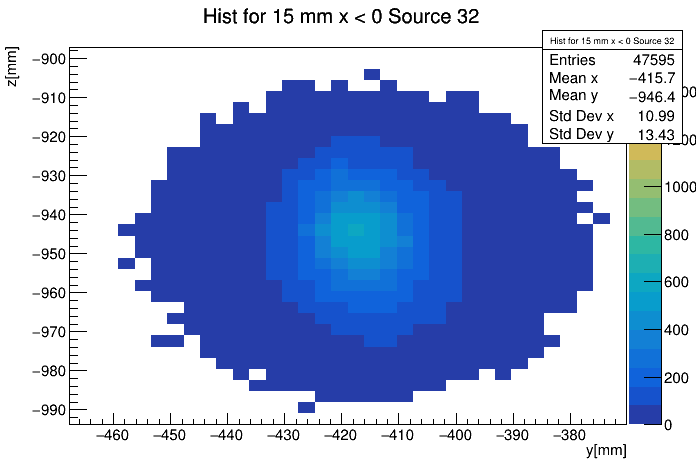 Hist for 15 mm x < 0 Source 32
z[mm]
Hist for 15 mm x < 0 Source 32
Entries 47595
Mean x −415.7
Mean y −946.4
Std Dev x 10.99
Std Dev y 13.43
−900
−910
−920
−930
−940
−950
−960
−970
−980
−990
1000
800
600
400
200
0
−460 −450 −440 −430 −420 −410 −400 −390 −380
y[mm]